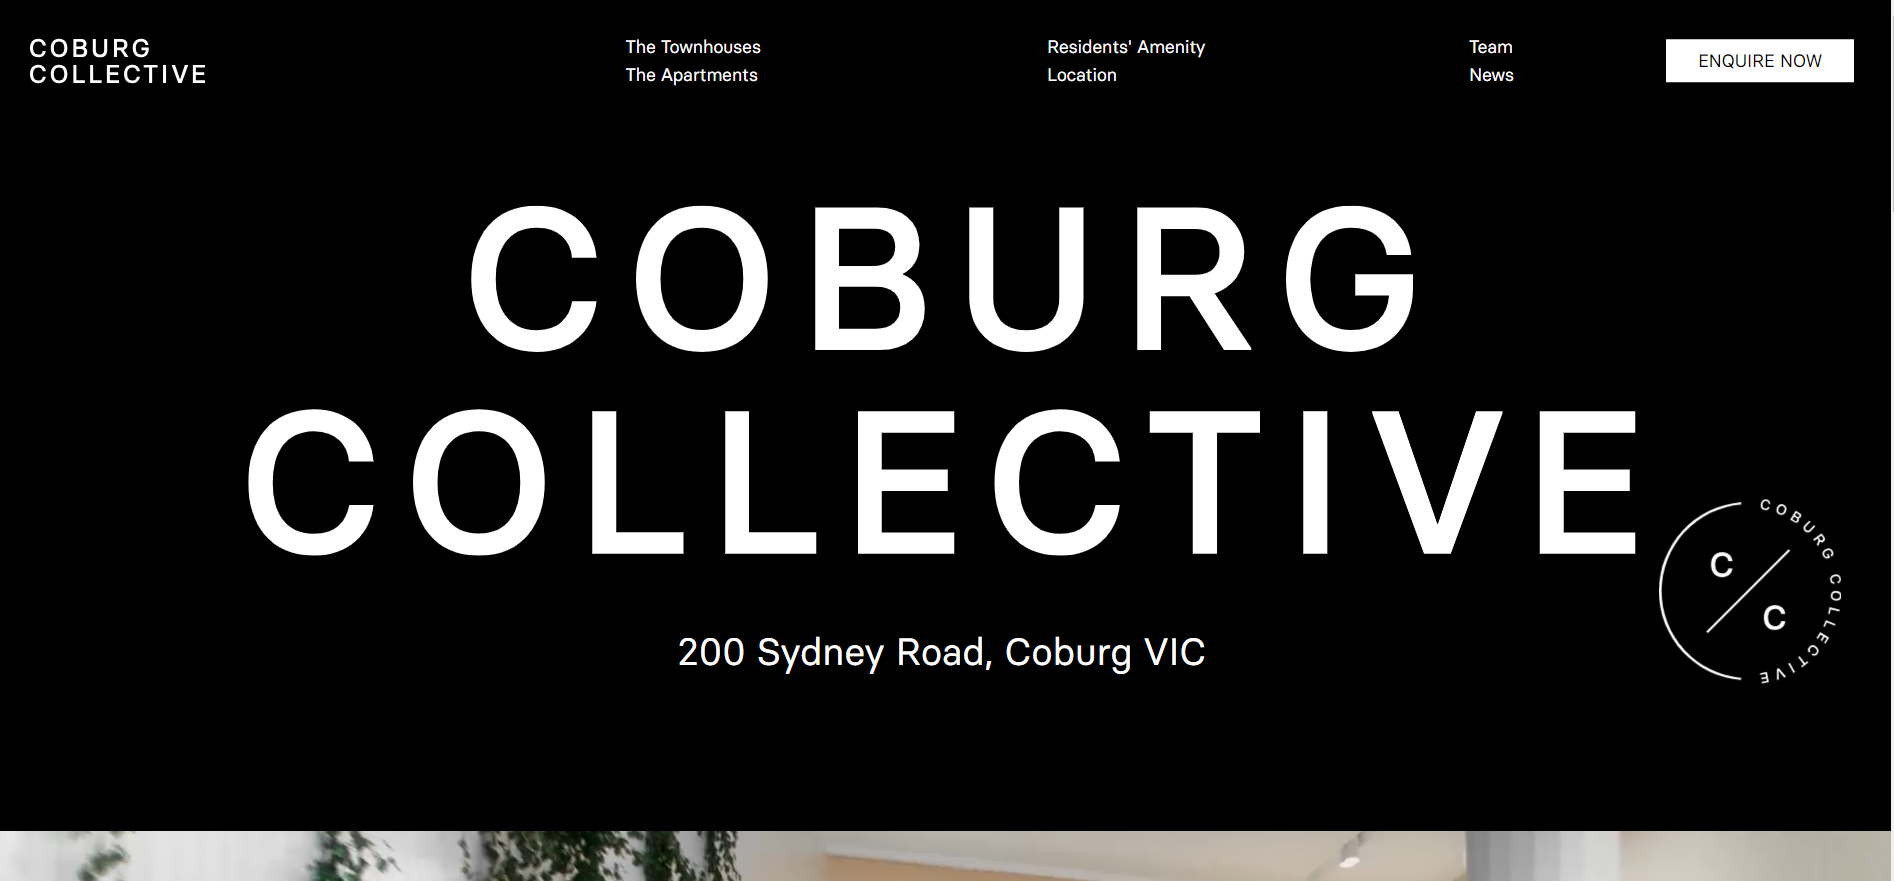 COBURG
COLLECTIVE
The Townhouses
The Apartments
Residents' Amenity
Location
Team
News
ENQUIRE NOW
COBURG
COLLECTIVE
200 Sydney Road, Coburg VIC
COBURG COLLECTIVE
C
C